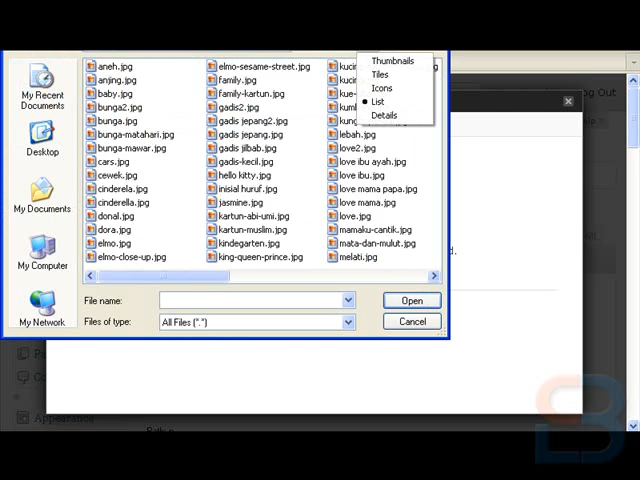 Thumbnails
Tiles
Icons
List
Details
My Recent
Documents
Desktop
My Documents
My Computer
My Network
aneh.jpg
anjing.jpg
baby.jpg
bunga2.jpg
bunga.jpg
bunga-matahari.jpg
bunga-mawar.jpg
cars.jpg
cewek.jpg
cinderela.jpg
cinderella.jpg
donal.jpg
dora.jpg
elmo.jpg
elmo-close-up.jpg
elmo-sesame-street.jpg
family.jpg
family-kartun.jpg
gadis2.jpg
gadis jepang2.jpg
gadis jepang.jpg
gadis jilbab.jpg
gadis-kecil.jpg
hello kitty.jpg
inisial huruf.jpg
jasmine.jpg
kartun-abi-umi.jpg
kartun-muslim.jpg
kindegarten.jpg
king-queen-prince.jpg
lebah.jpg
love2.jpg
love ibu ayah.jpg
love ibu.jpg
love mama papa.jpg
love mama.jpg
love.jpg
mamaku-cantik.jpg
mata-dan-mulut.jpg
melati.jpg
File name:
Open
Files of type:
All Files (*.*)
Cancel
Log Out
Appearance